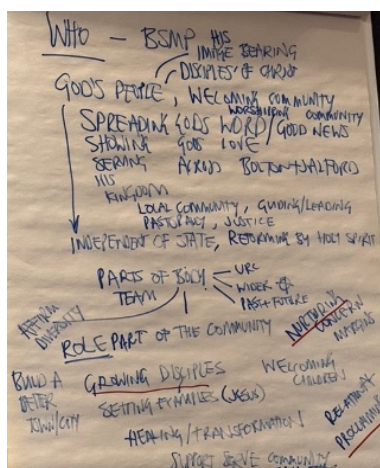 WHO - BSMP HIS
IMAGE BEARING
DISCIPLES OF CHRIST
GOD'S PEOPLE, WELCOMING COMMUNITY
WORSHIPPING COMMUNITY
SPREADING GODS WORD/GOOD NEWS
SHOWING GODS LOVE
SERVING ACROSS BOLTON+SALFORD
HIS
KINGDOM
LOCAL COMMUNITY, GUIDING/LEADING
PASTORALLY, JUSTICE
INDEPENDENT OF STATE, REFORMING BY HOLY SPIRIT
PARTS OF BODY - URC
TEAM WIDER
PAST+FUTURE
AFFIRM
DIVERSITY
ROLE PART OF THE COMMUNITY
NURTURING
CONCERN
MARGINS
BUILD A
BETTER
TOWN/CITY
GROWING DISCIPLES
WELCOMING
CHILDREN
SETTING EXAMPLES (JESUS)
HEALING/TRANSFORMATION
SUPPORT SERVE COMMUNITY